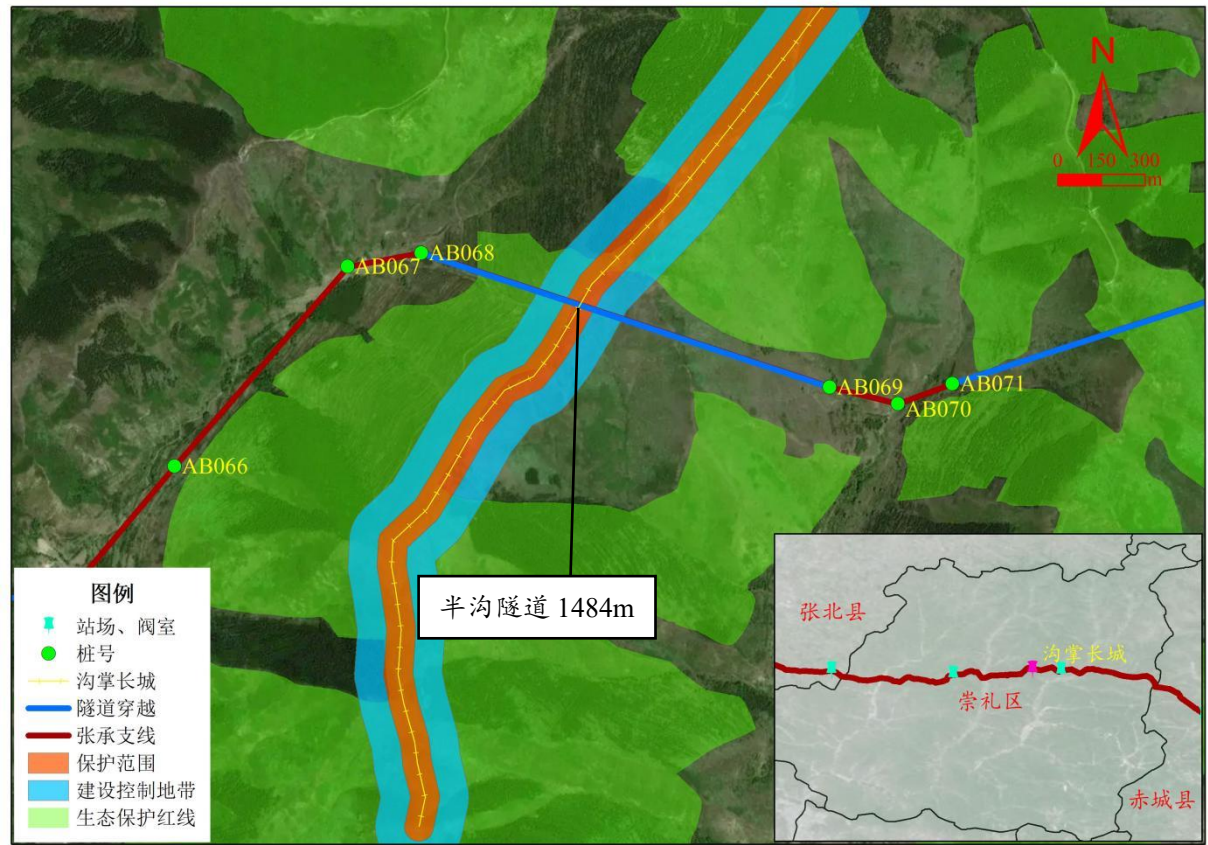 N
0 150 300
m
AB067
AB068
AB066
AB069
AB070
AB071
半沟隧道 1484m
图例
站场、阀室
桩号
沟掌长城
隧道穿越
张承支线
保护范围
建设控制地带
生态保护红线
张北县
沟掌长城
崇礼区
赤城县